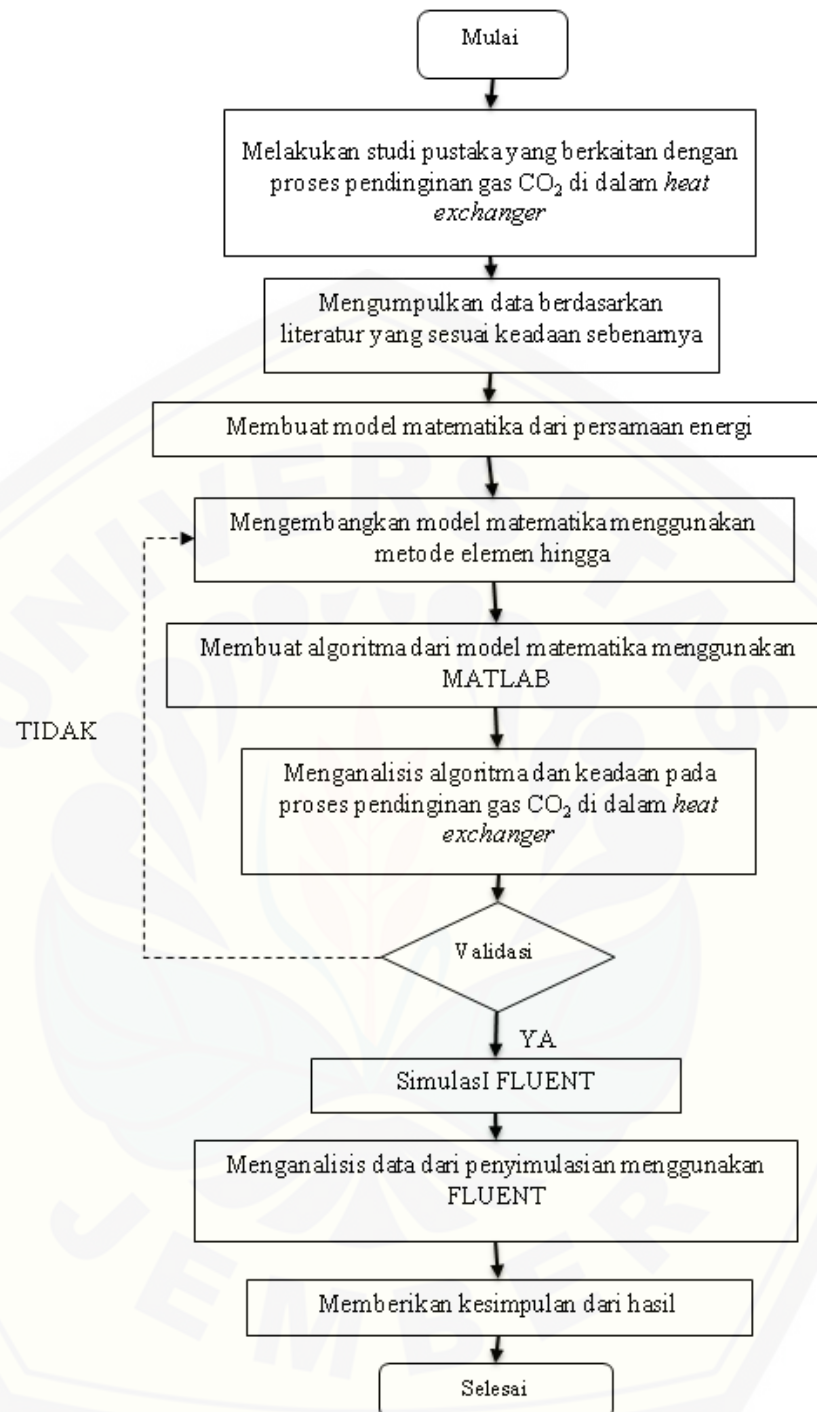 Mulai
Melakukan studi pustaka yang berkaitan dengan
proses pendinginan gas CO₂ di dalam heat
exchanger
Mengumpulkan data berdasarkan
literatur yang sesuai keadaan sebenarnya
Membuat model matematika dari persamaan energi
Mengembangkan model matematika menggunakan
metode elemen hingga
Membuat algoritma dari model matematika menggunakan
MATLAB
TIDAK
Menganalisis algoritma dan keadaan pada
proses pendinginan gas CO₂ di dalam heat
exchanger
Validasi
YA
SimulasI FLUENT
Menganalisis data dari penyimulasian menggunakan
FLUENT
Memberikan kesimpulan dari hasil
Selesai
UNIVERSITAS
JEMBER